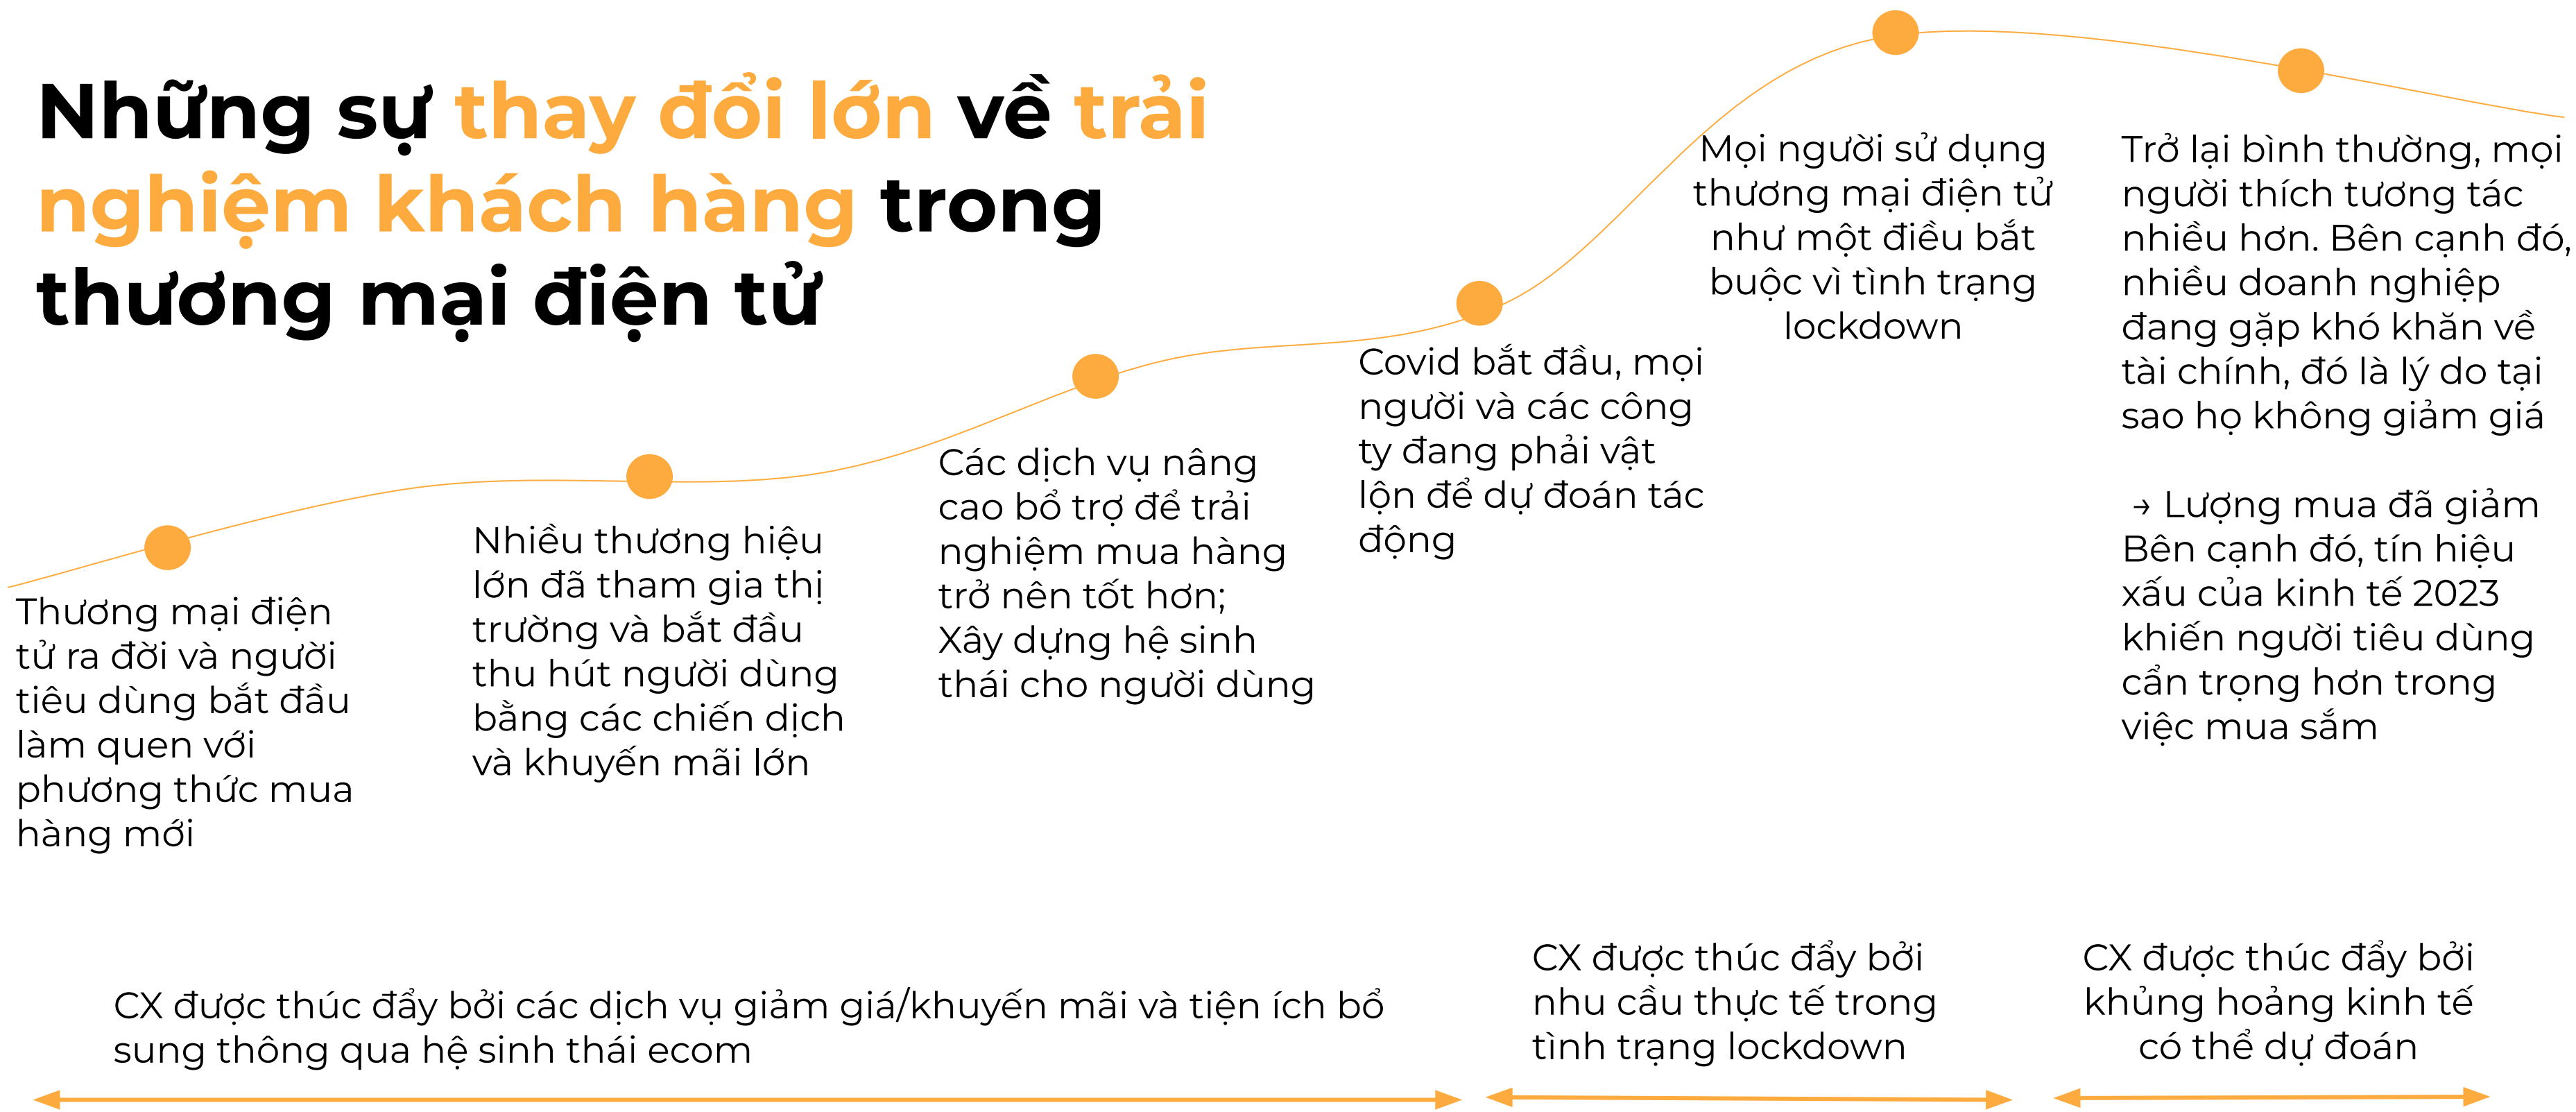 Những sự thay đổi lớn về trải
nghiệm khách hàng trong
thương mại điện tử
Thương mại điện
tử ra đời và người
tiêu dùng bắt đầu
làm quen với
phương thức mua
hàng mới
Nhiều thương hiệu
lớn đã tham gia thị
trường và bắt đầu
thu hút người dùng
bằng các chiến dịch
và khuyến mãi lớn
Các dịch vụ nâng
cao bổ trợ để trải
nghiệm mua hàng
trở nên tốt hơn;
Xây dựng hệ sinh
thái cho người dùng
Covid bắt đầu, mọi
người và các công
ty đang phải vật
lộn để dự đoán tác
động
Mọi người sử dụng
thương mại điện tử
như một điều bắt
buộc vì tình trạng
lockdown
Trở lại bình thường, mọi
người thích tương tác
nhiều hơn. Bên cạnh đó,
nhiều doanh nghiệp
đang gặp khó khăn về
tài chính, đó là lý do tại
sao họ không giảm giá
→ Lượng mua đã giảm
Bên cạnh đó, tín hiệu
xấu của kinh tế 2023
khiến người tiêu dùng
cẩn trọng hơn trong
việc mua sắm
CX được thúc đẩy bởi các dịch vụ giảm giá/khuyến mãi và tiện ích bổ
sung thông qua hệ sinh thái ecom
CX được thúc đẩy bởi
nhu cầu thực tế trong
tình trạng lockdown
CX được thúc đẩy bởi
khủng hoảng kinh tế
có thể dự đoán